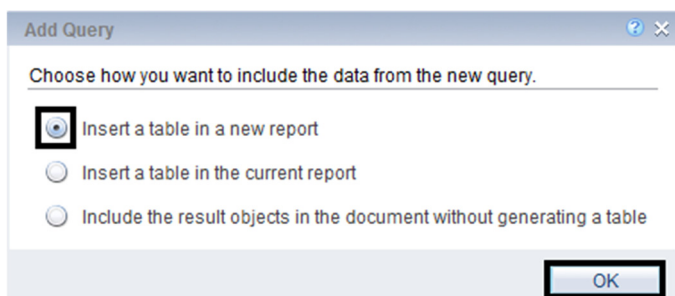 Add Query
Choose how you want to include the data from the new query.
Insert a table in a new report
Insert a table in the current report
Include the result objects in the document without generating a table
OK